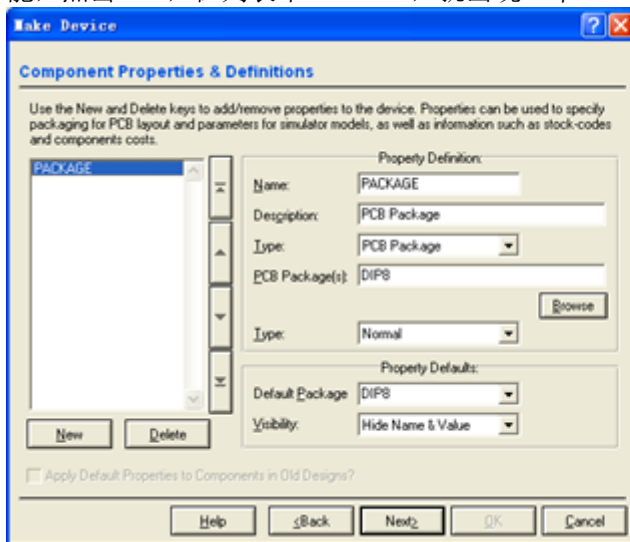 Make Device
Component Properties & Definitions
Use the New and Delete keys to add/remove properties to the device. Properties can be used to specify
packaging for PCB layout and parameters for simulator models, as well as information such as stock-codes
and components costs.
PACKAGE
Property Definition:
Name: PACKAGE
Description: PCB Package
Type: PCB Package
PCB Package(s): DIP8
Browse
Type: Normal
Property Defaults:
Default Package DIP8
Visibility: Hide Name & Value
New Delete
Apply Default Properties to Components in Old Designs?
Help <Back Next> OK Cancel